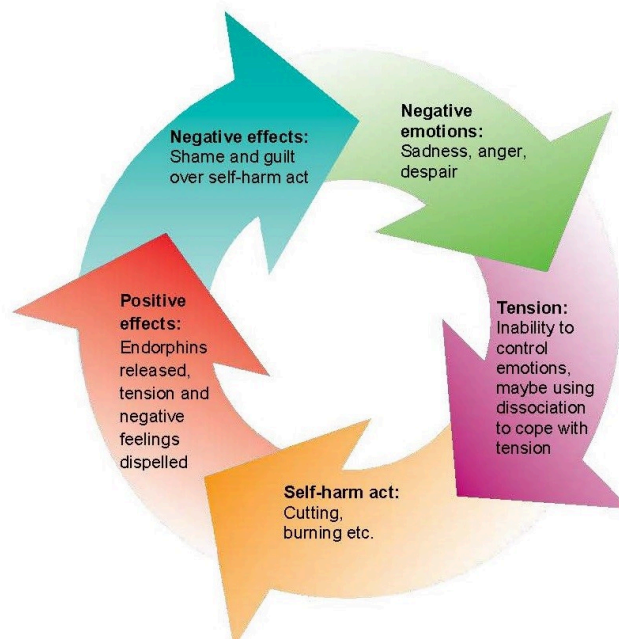 Negative effects:
Shame and guilt
over self-harm act
Negative
emotions:
Sadness, anger,
despair
Tension:
Inability to
control
emotions,
maybe using
dissociation
to cope with
tension
Self-harm act:
Cutting,
burning etc.
Positive
effects:
Endorphins
released,
tension and
negative
feelings
dispelled